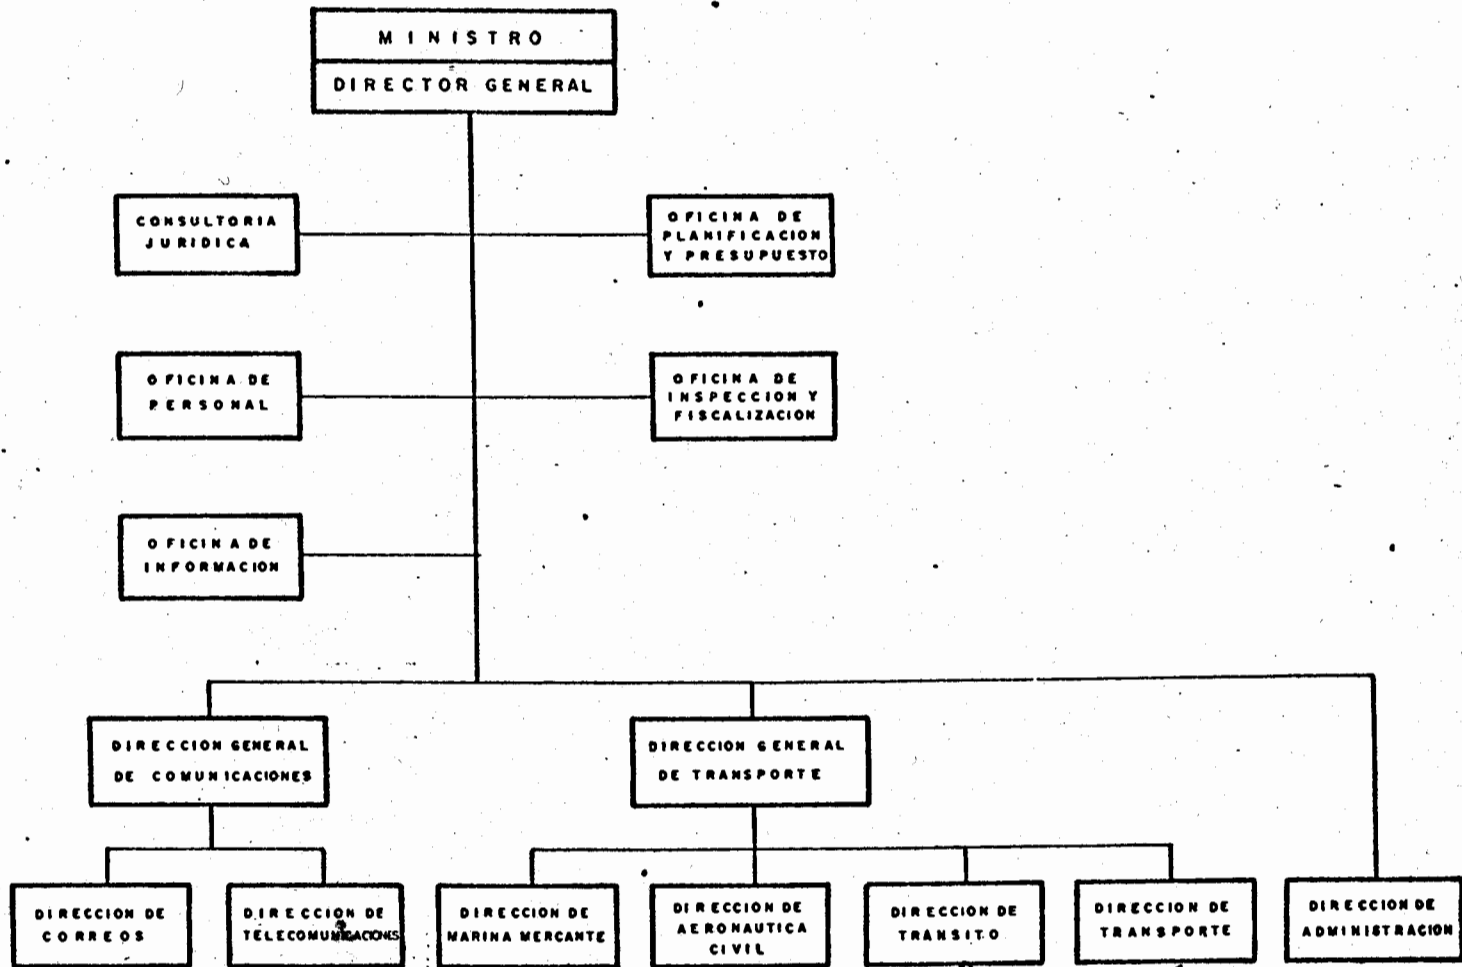 MINISTRO
DIRECTOR GENERAL
CONSULTORIA
JURIDICA
OFICINA DE
PLANIFICACION
Y PRESUPUESTO
OFICINA DE
PERSONAL
OFICINA DE
INSPECCION Y
FISCALIZACION
OFICINA DE
INFORMACION
DIRECCION GENERAL
DE COMUNICACIONES
DIRECCION GENERAL
DE TRANSPORTE
DIRECCION DE
CORREOS
DIRECCION DE
TELECOMUNICACIONES
DIRECCION DE
MARINA MERCANTE
DIRECCION DE
AERONAUTICA
CIVIL
DIRECCION DE
TRANSITO
DIRECCION DE
TRANSPORTE
DIRECCION DE
ADMINISTRACION